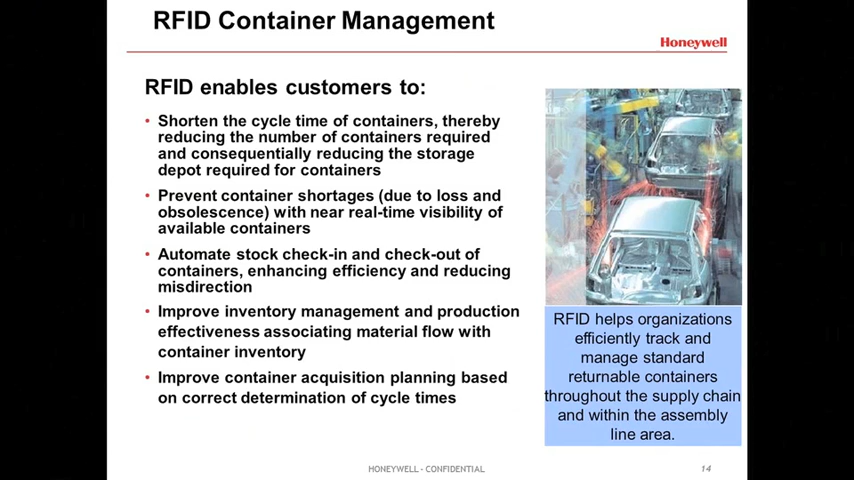 RFID Container Management
Honeywell
RFID enables customers to:
• Shorten the cycle time of containers, thereby
reducing the number of containers required
and consequentially reducing the storage
depot required for containers
• Prevent container shortages (due to loss and
obsolescence) with near real-time visibility of
available containers
• Automate stock check-in and check-out of
containers, enhancing efficiency and reducing
misdirection
• Improve inventory management and production
effectiveness associating material flow with
container inventory
• Improve container acquisition planning based
on correct determination of cycle times
RFID helps organizations
efficiently track and
manage standard
returnable containers
throughout the supply chain
and within the assembly
line area.
HONEYWELL - CONFIDENTIAL
14